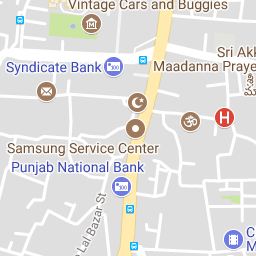 Vintage Cars and Buggies
Syndicate Bank
Sri Akk
Maadanna Praye
H
Samsung Service Center
Punjab National Bank
Lal Bazar St
C
M